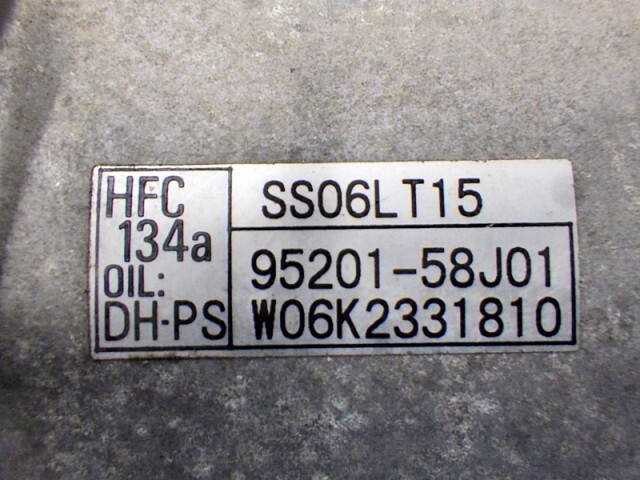 HFC
134a
OIL:
DH-PS
SS06LT15
95201-58J01
W06K2331810